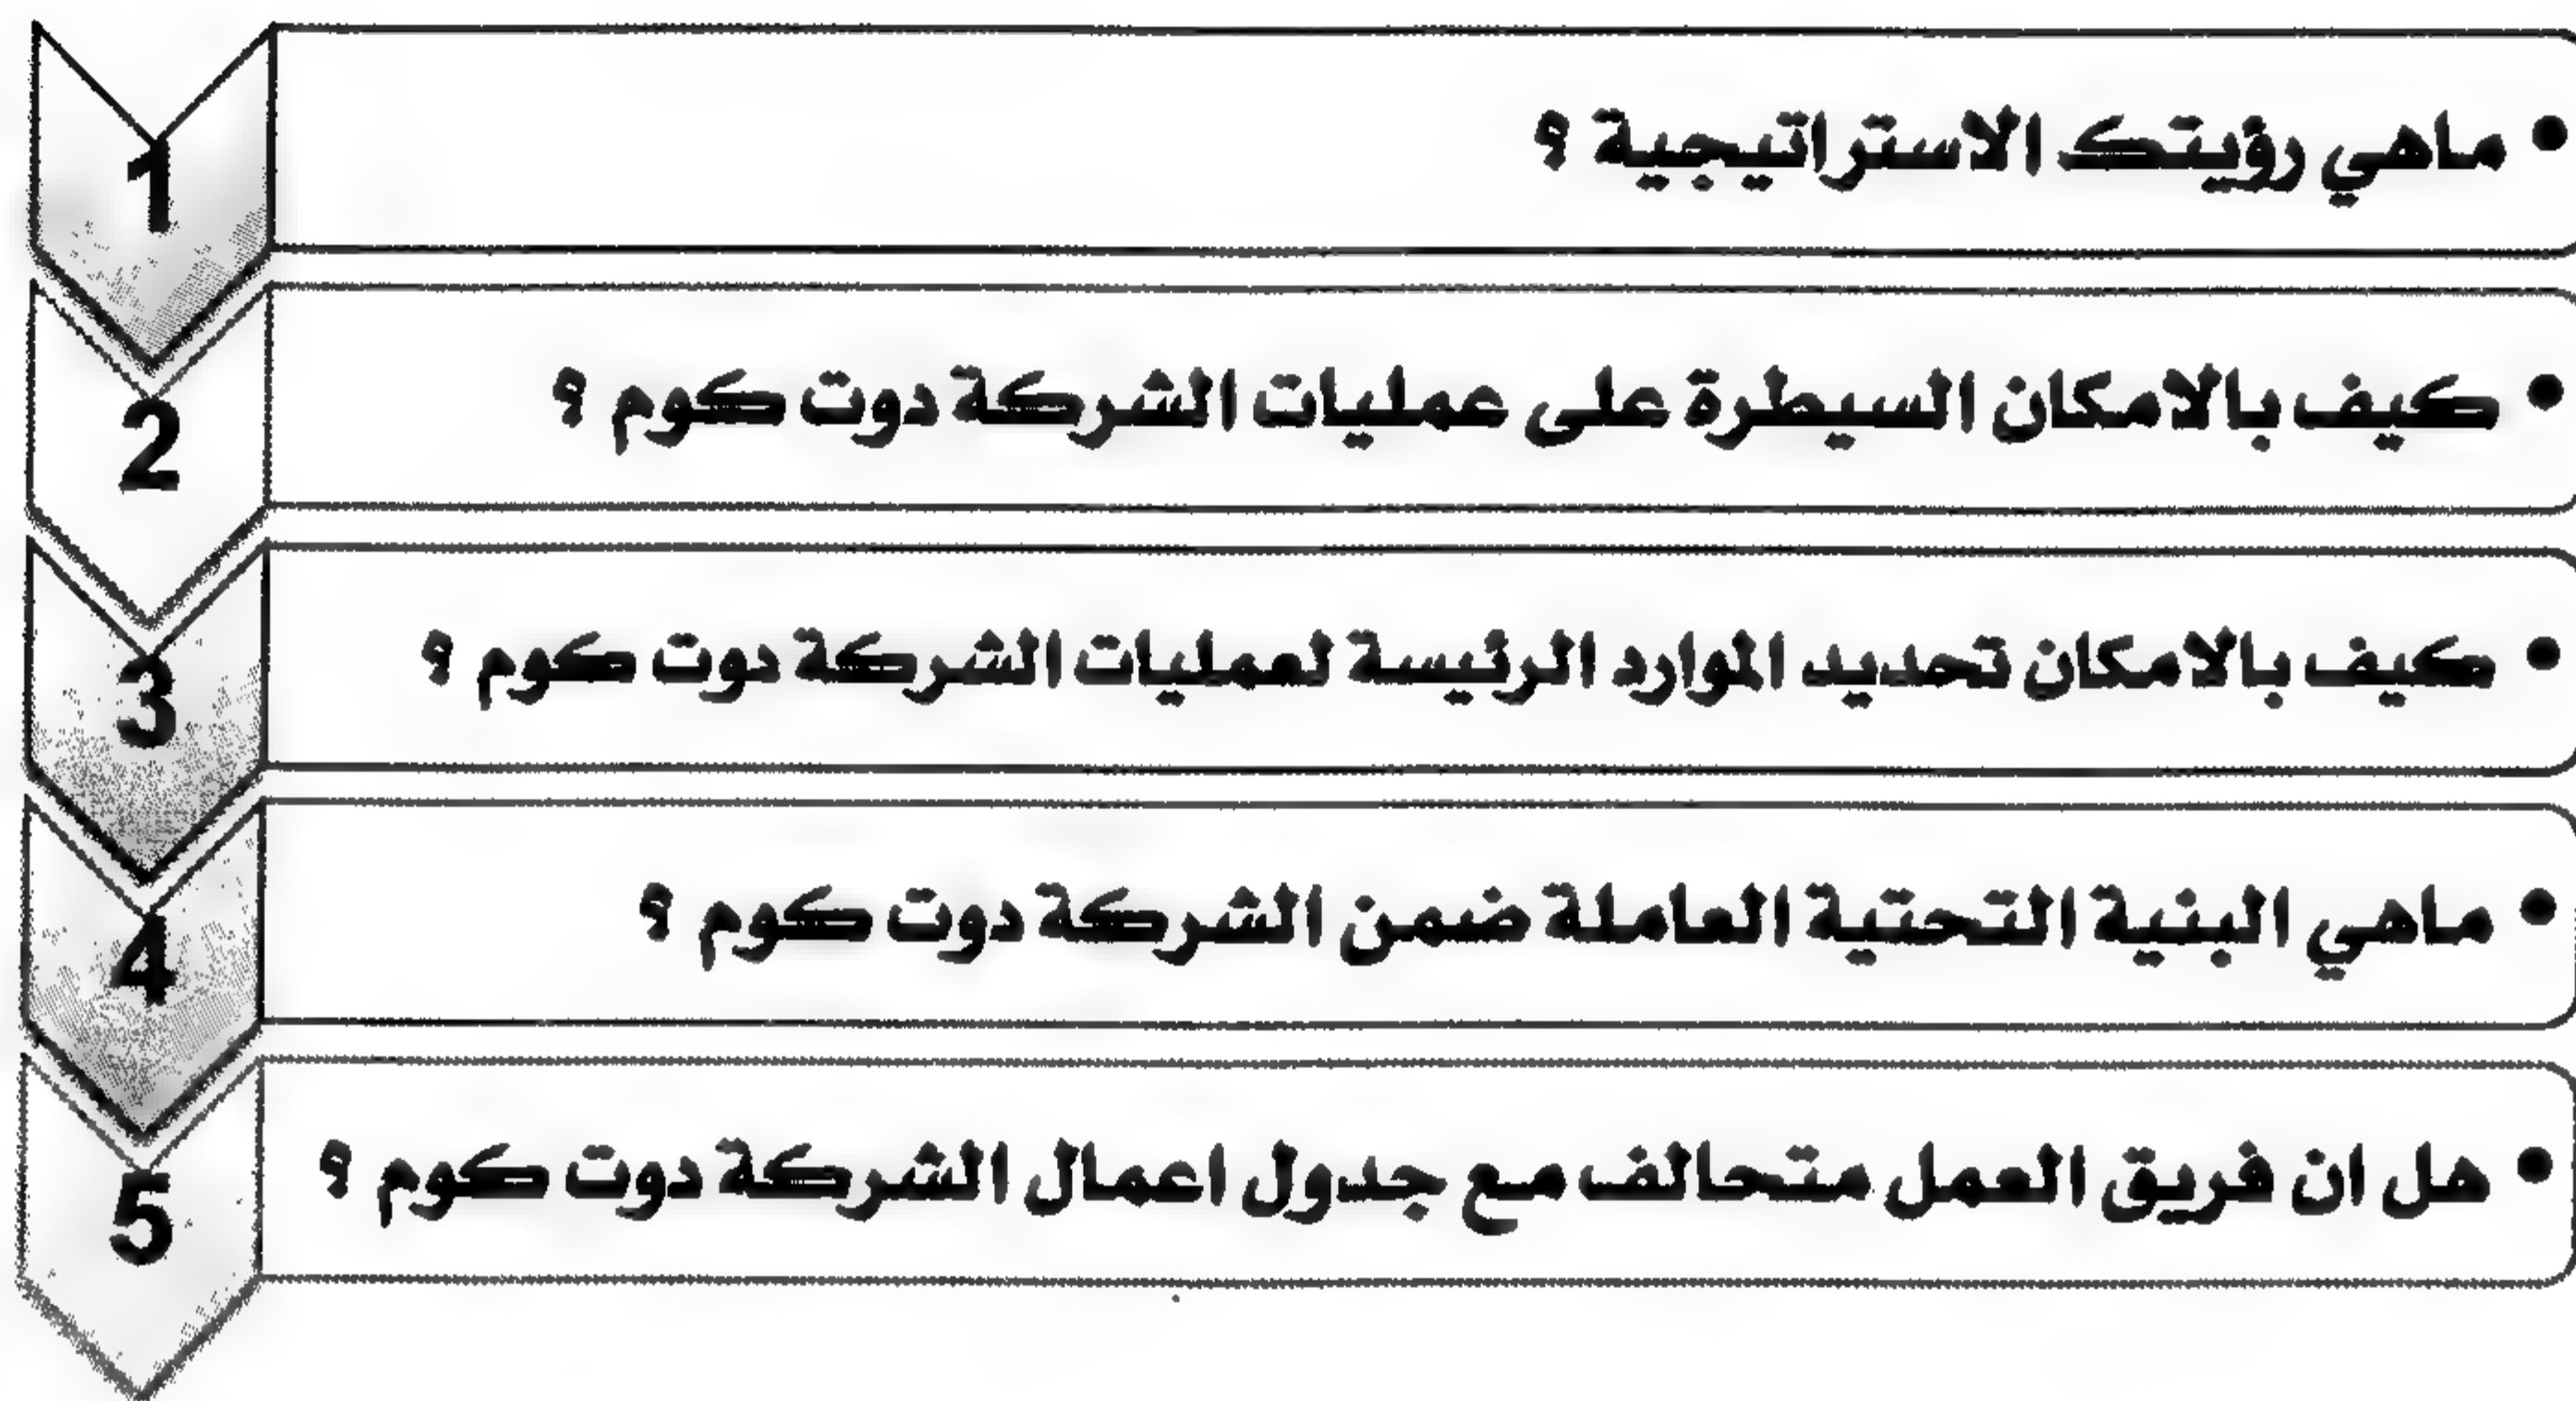 1
• ماهي رؤيتك الاستراتيجية ؟
2
• كيف بالامكان السيطرة على عمليات الشركة دوت كوم ؟
3
• كيف بالامكان تحديد الموارد الرئيسة لعمليات الشركة دوت كوم ؟
4
• ماهي البنية التحتية العاملة ضمن الشركة دوت كوم ؟
5
• هل ان فريق العمل متحالف مع جدول اعمال الشركة دوت كوم ؟